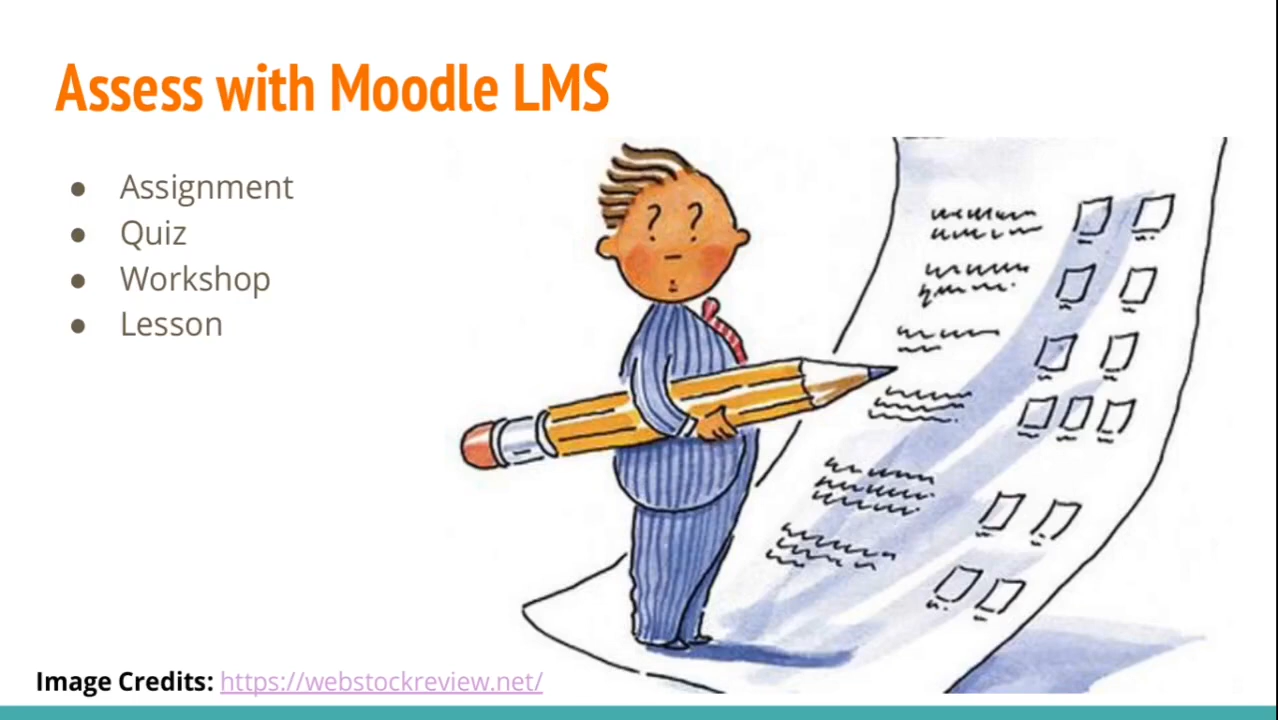 Assess with Moodle LMS
● Assignment
● Quiz
● Workshop
● Lesson
Image Credits: https://webstockreview.net/